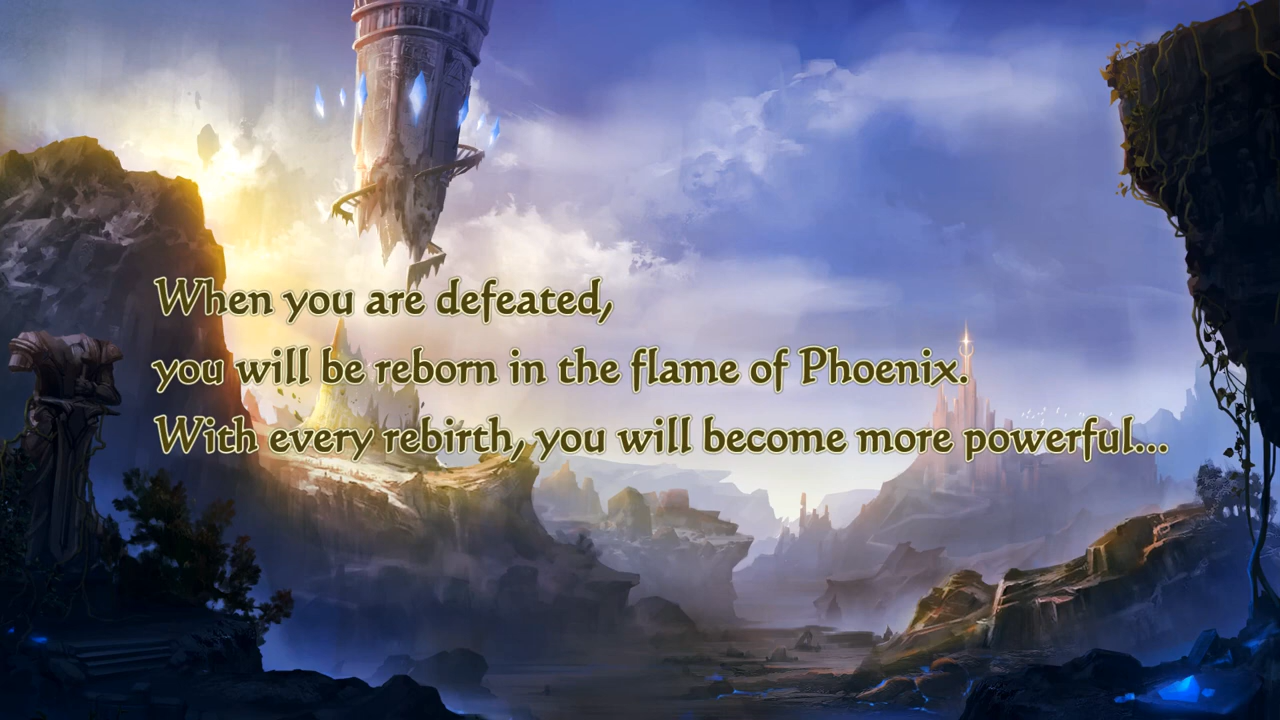 When you are defeated,
you will be reborn in the flame of Phoenix.
With every rebirth, you will become more powerful...